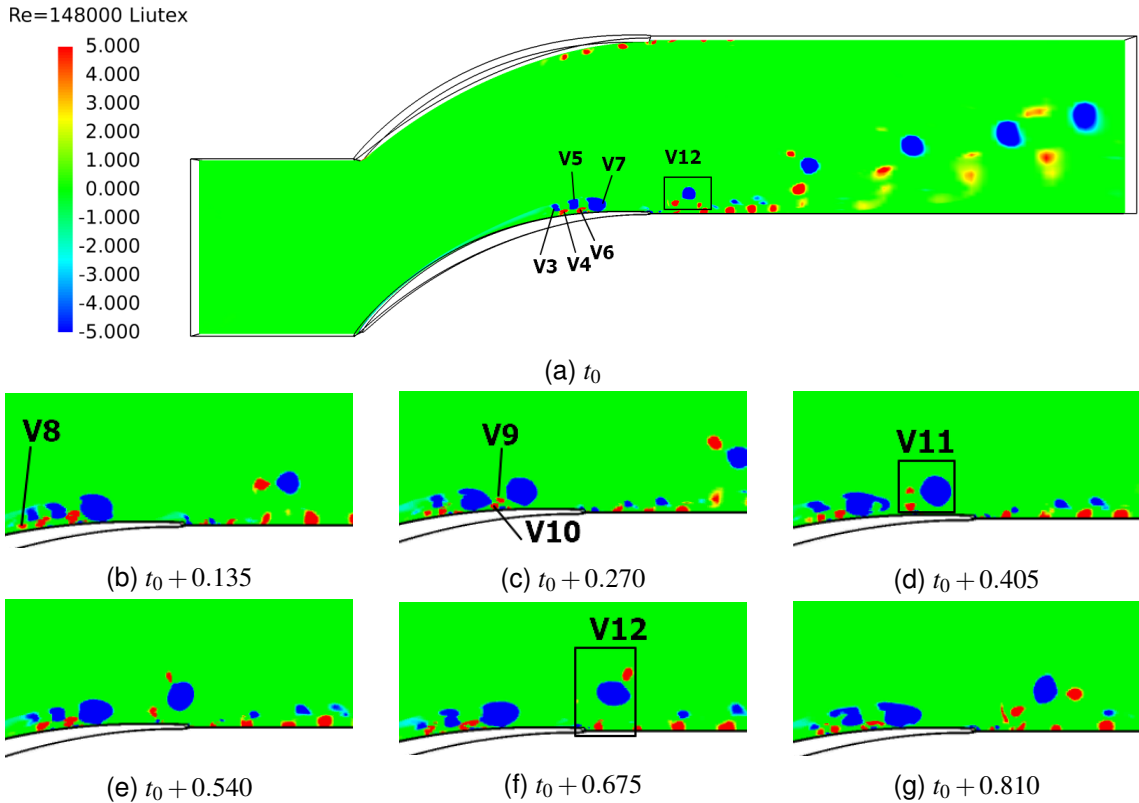 Re=148000 Liutex
5.000
4.000
3.000
2.000
1.000
0.000
-1.000
-2.000
-3.000
-4.000
-5.000
V5
V7
V12
V3
V4
V6
(a) t₀
V8
(b) t₀ + 0.135
V9
V10
(c) t₀ + 0.270
V11
(d) t₀ + 0.405
(e) t₀ + 0.540
V12
(f) t₀ + 0.675
(g) t₀ + 0.810